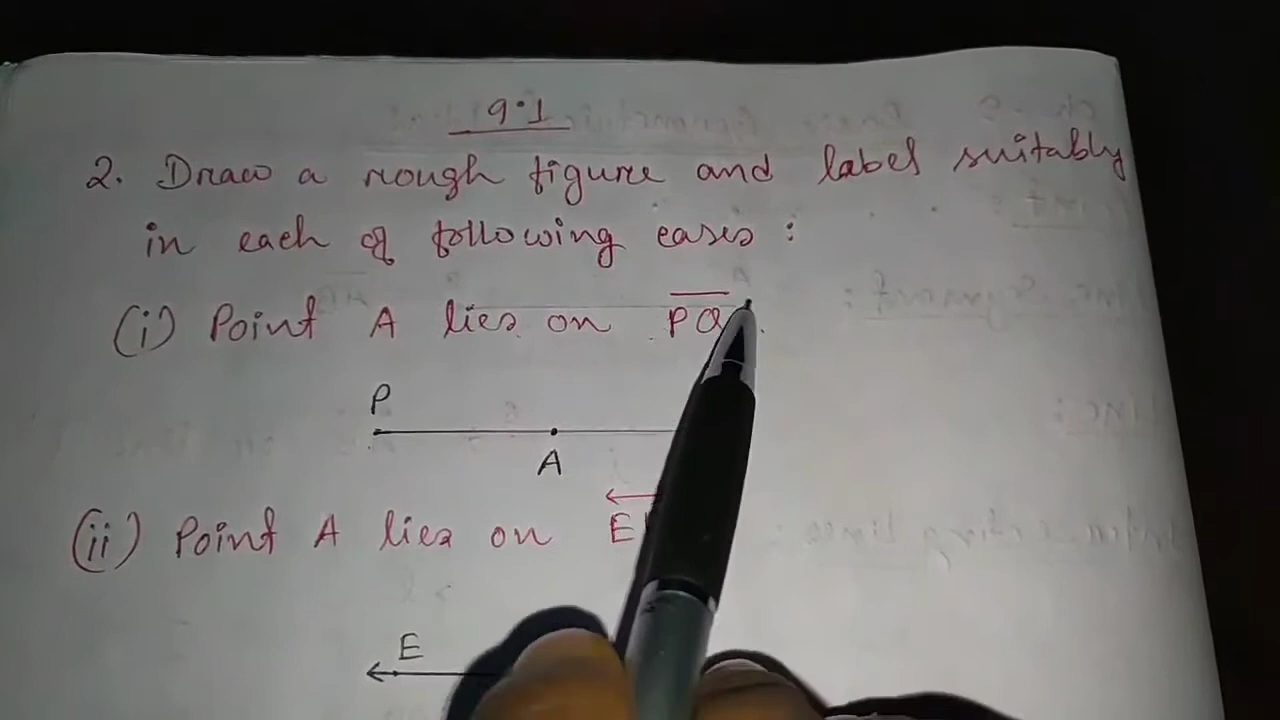 9.1
2. Draw a rough figure and label suitably
in each of following cases :
(i) Point A lies on PQ.
P
A
(ii) Point A lies on E
E